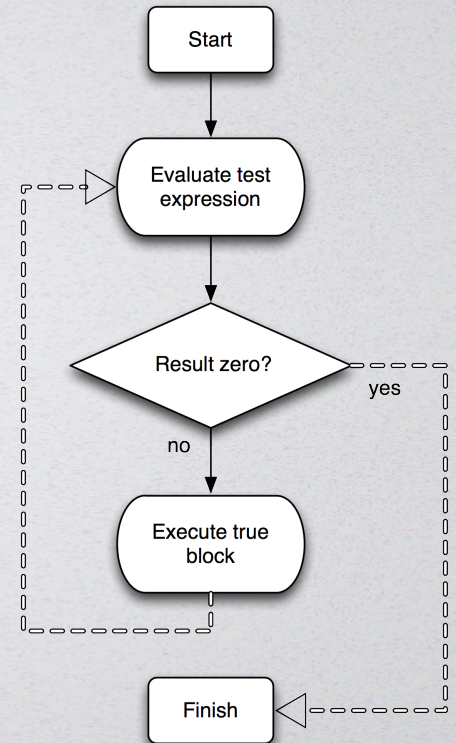 Start
Evaluate test
expression
Result zero?
yes
no
Execute true
block
Finish